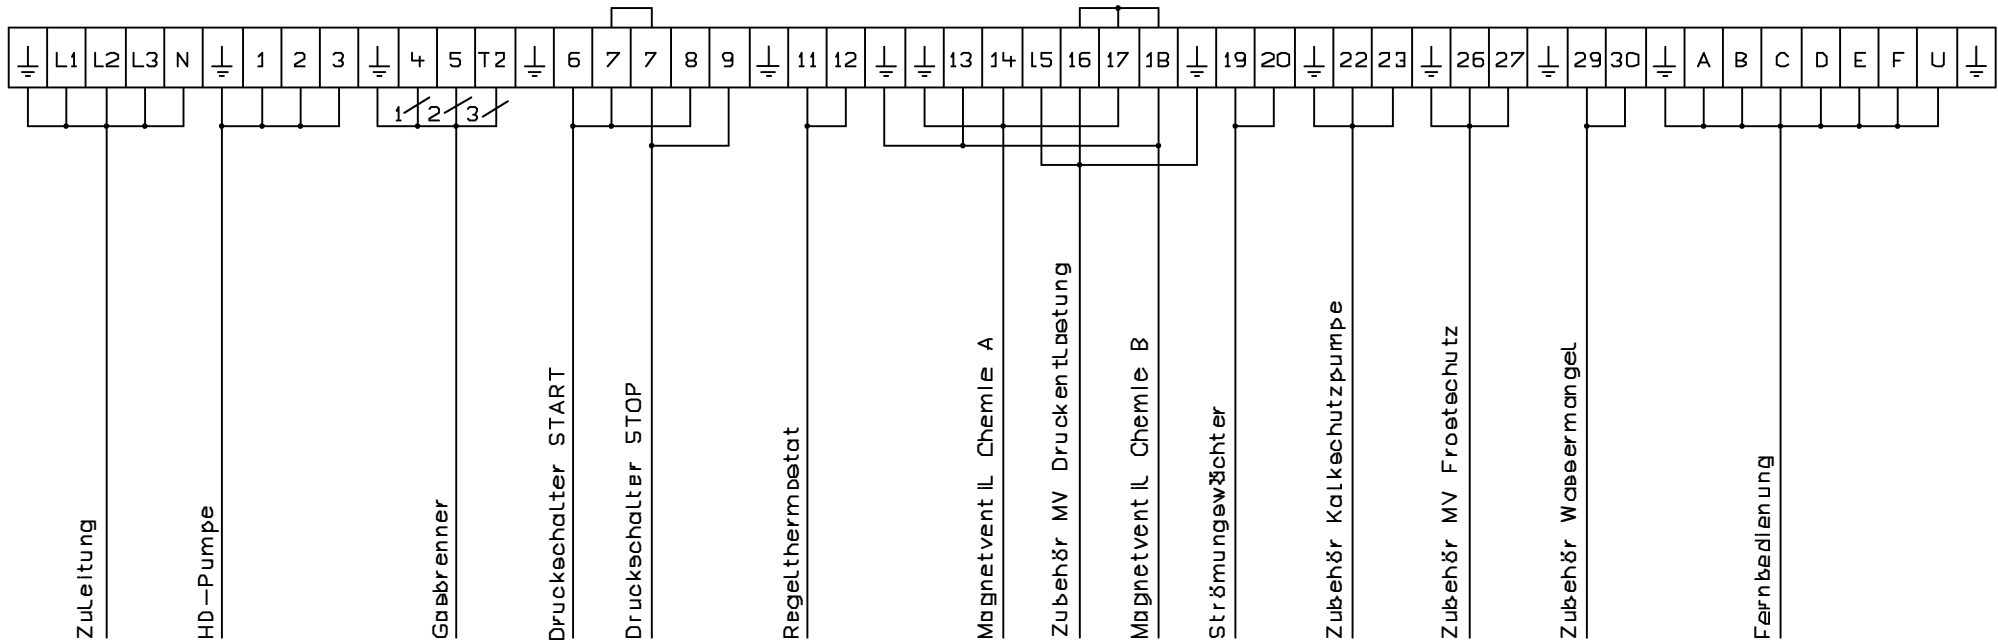 ⏚ L1 L2 L3 N ⏚ 1 2 3 ⏚ 4 5 T2 ⏚ 6 7 7 8 9 ⏚ 11 12 ⏚ ⏚ 13 14 15 16 17 18 ⏚ 19 20 ⏚ 22 23 ⏚ 26 27 ⏚ 29 30 ⏚ A B C D E F U ⏚
1 2 3
Zuleitung
HD-Pumpe
Gasbrenner
Druckschalter START
Druckschalter STOP
Regelthermostat
Magnetventil Chemie A
Zubehör MV Druckentlastung
Magnetventil Chemie B
Strömungswächter
Zubehör Kalkschutzpumpe
Zubehör MV Frostschutz
Zubehör Wassermangel
Fernbedienung